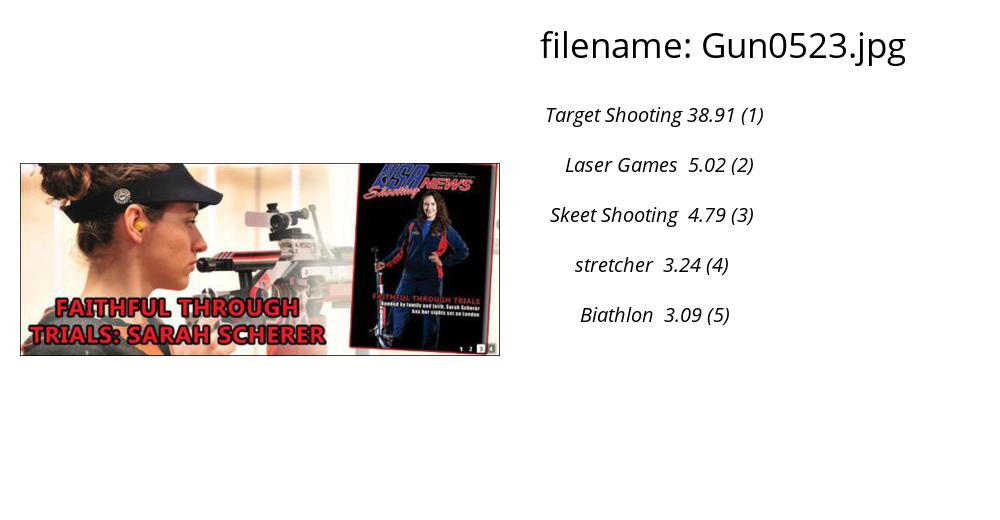 filename: Gun0523.jpg
Target Shooting 38.91 (1)
Laser Games 5.02 (2)
Skeet Shooting 4.79 (3)
stretcher 3.24 (4)
Biathlon 3.09 (5)
FAITHFUL THROUGH
TRIALS: SARAH SCHERER
USA
Shooting NEWS
FAITHFUL THROUGH TRIALS
by family and faith, Sarah Scherer
has her sights set on London
1 2 3 4